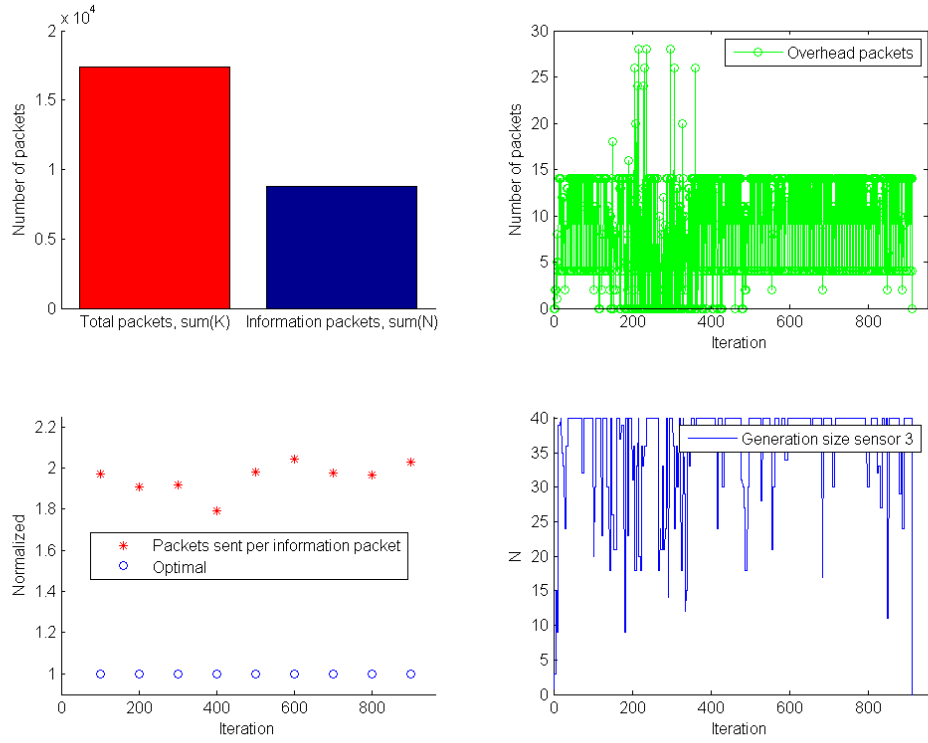 x 10^4
2
1.5
1
0.5
0
Number of packets
Total packets, sum(K)
Information packets, sum(N)
30
25
20
15
10
5
0
Number of packets
Overhead packets
0 200 400 600 800
Iteration
2.2
2
1.8
1.6
1.4
1.2
1
Normalized
Packets sent per information packet
Optimal
0 200 400 600 800
Iteration
40
35
30
25
20
15
10
5
0
N
Generation size sensor 3
0 200 400 600 800
Iteration